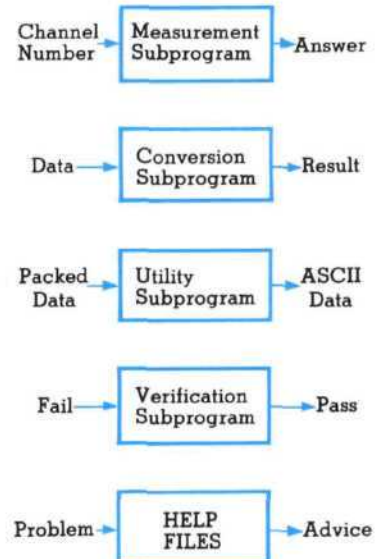 Channel
Number
Measurement
Subprogram
Answer
Data
Conversion
Subprogram
Result
Packed
Data
Utility
Subprogram
ASCII
Data
Fail
Verification
Subprogram
Pass
Problem
HELP
FILES
Advice